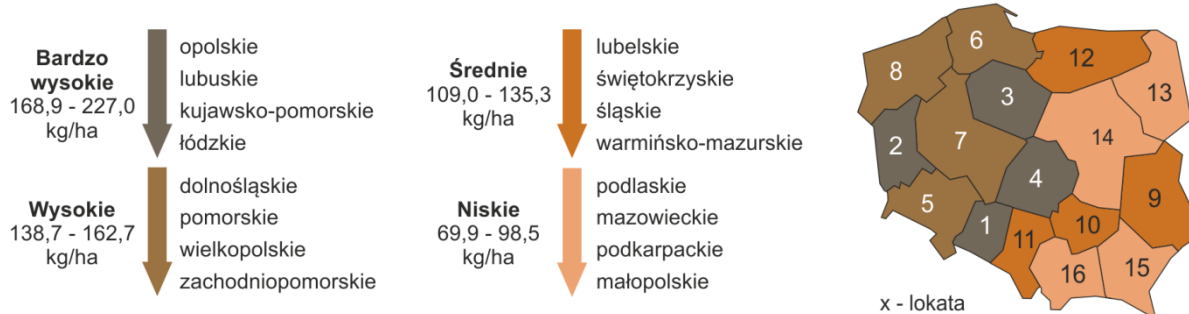 Bardzo
wysokie
168,9 - 227,0
kg/ha
opolskie
lubuskie
kujawsko-pomorskie
łódzkie
Wysokie
138,7 - 162,7
kg/ha
dolnośląskie
pomorskie
wielkopolskie
zachodniopomorskie
Średnie
109,0 - 135,3
kg/ha
lubelskie
świętokrzyskie
śląskie
warmińsko-mazurskie
Niskie
69,9 - 98,5
kg/ha
podlaskie
mazowieckie
podkarpackie
małopolskie
6
12
8
3
13
2
7
14
4
5
9
1
11
10
16
15
x - lokata